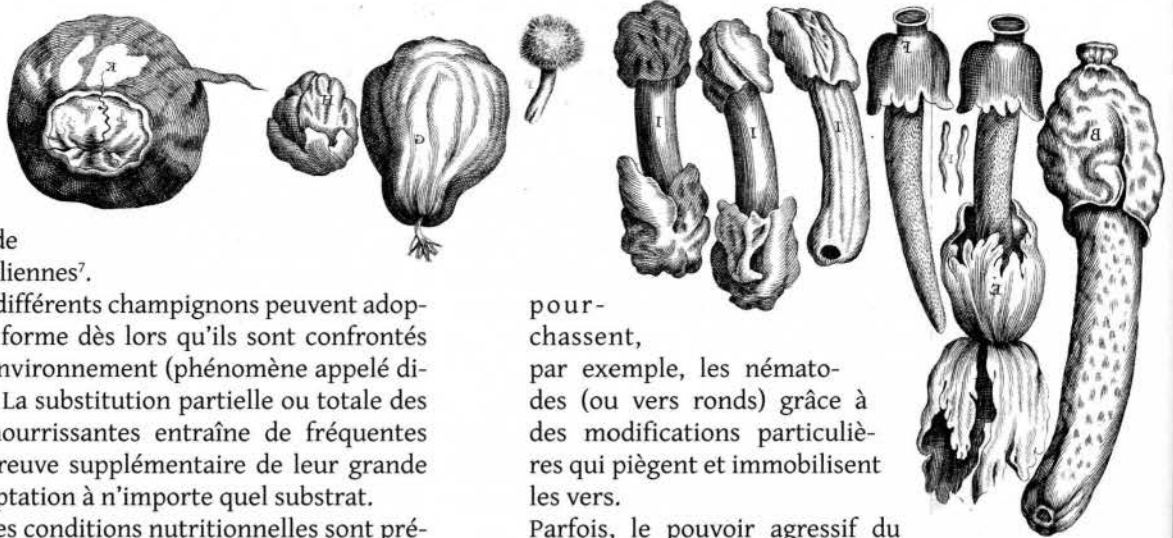 K
H
G
I
I
I
F
E
B
de
liennes⁷.
différents champignons peuvent adop-
forme dès lors qu'ils sont confrontés
nvironnement (phénomène appelé di-
La substitution partielle ou totale des
nourrissantes entraîne de fréquentes
reuve supplémentaire de leur grande
ptation à n'importe quel substrat.
es conditions nutritionnelles sont pré-
pour-
chassent,
par exemple, les némato-
des (ou vers ronds) grâce à
des modifications particuliè-
res qui piègent et immobilisent
les vers.
Parfois, le pouvoir agressif du